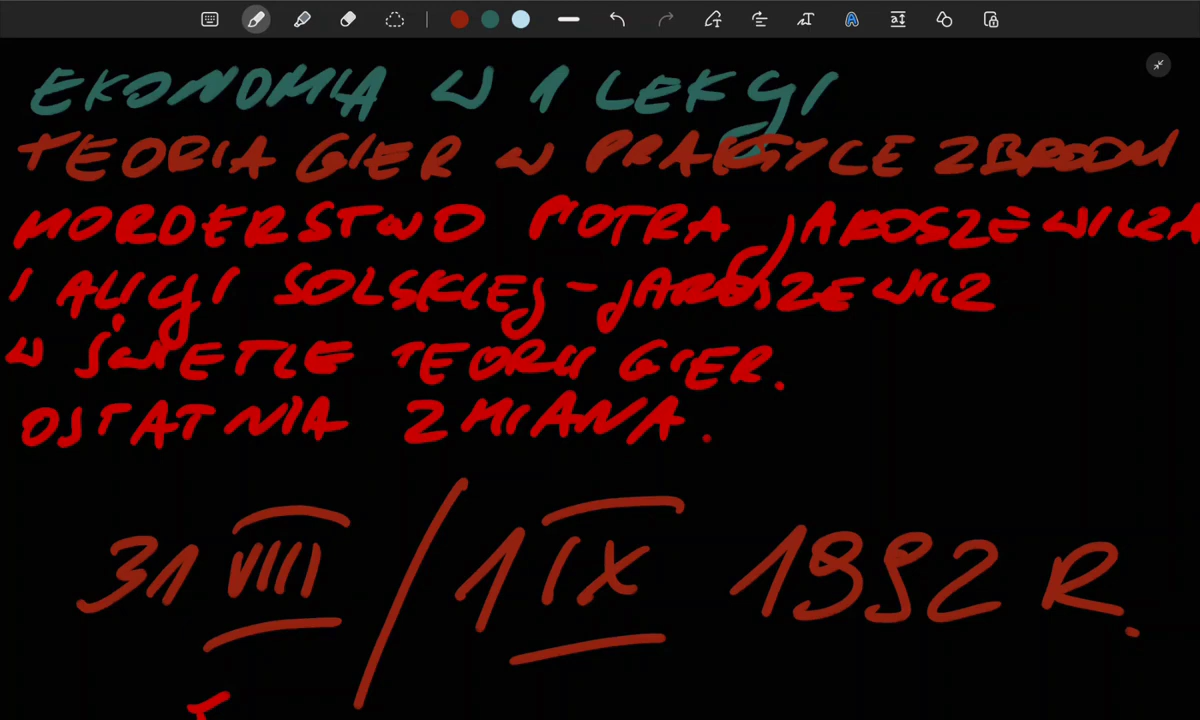 EKONOMIA W 1 LEKCJI
TEORIA GIER W PRAKTYCE ZBRODNI
MORDERSTWO PIOTRA JAROSZEWICZA
I ALICJI SOLSKIEJ-JAROSZEWICZ
W ŚWIETLE TEORII GIER.
OSTATNIA ZMIANA.
31 VIII / 1 IX 1992 R.